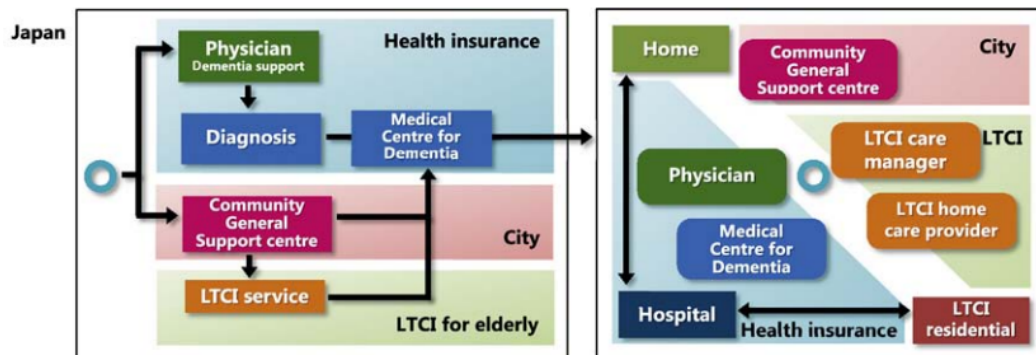 Japan
Physician
Dementia support
Health insurance
Diagnosis
Medical
Centre for
Dementia
Community
General
Support centre
City
LTCI service
LTCI for elderly
Home
Community
General
Support centre
City
LTCI care
manager
LTCI
Physician
LTCI home
care provider
Medical
Centre for
Dementia
Hospital
Health insurance
LTCI
residential